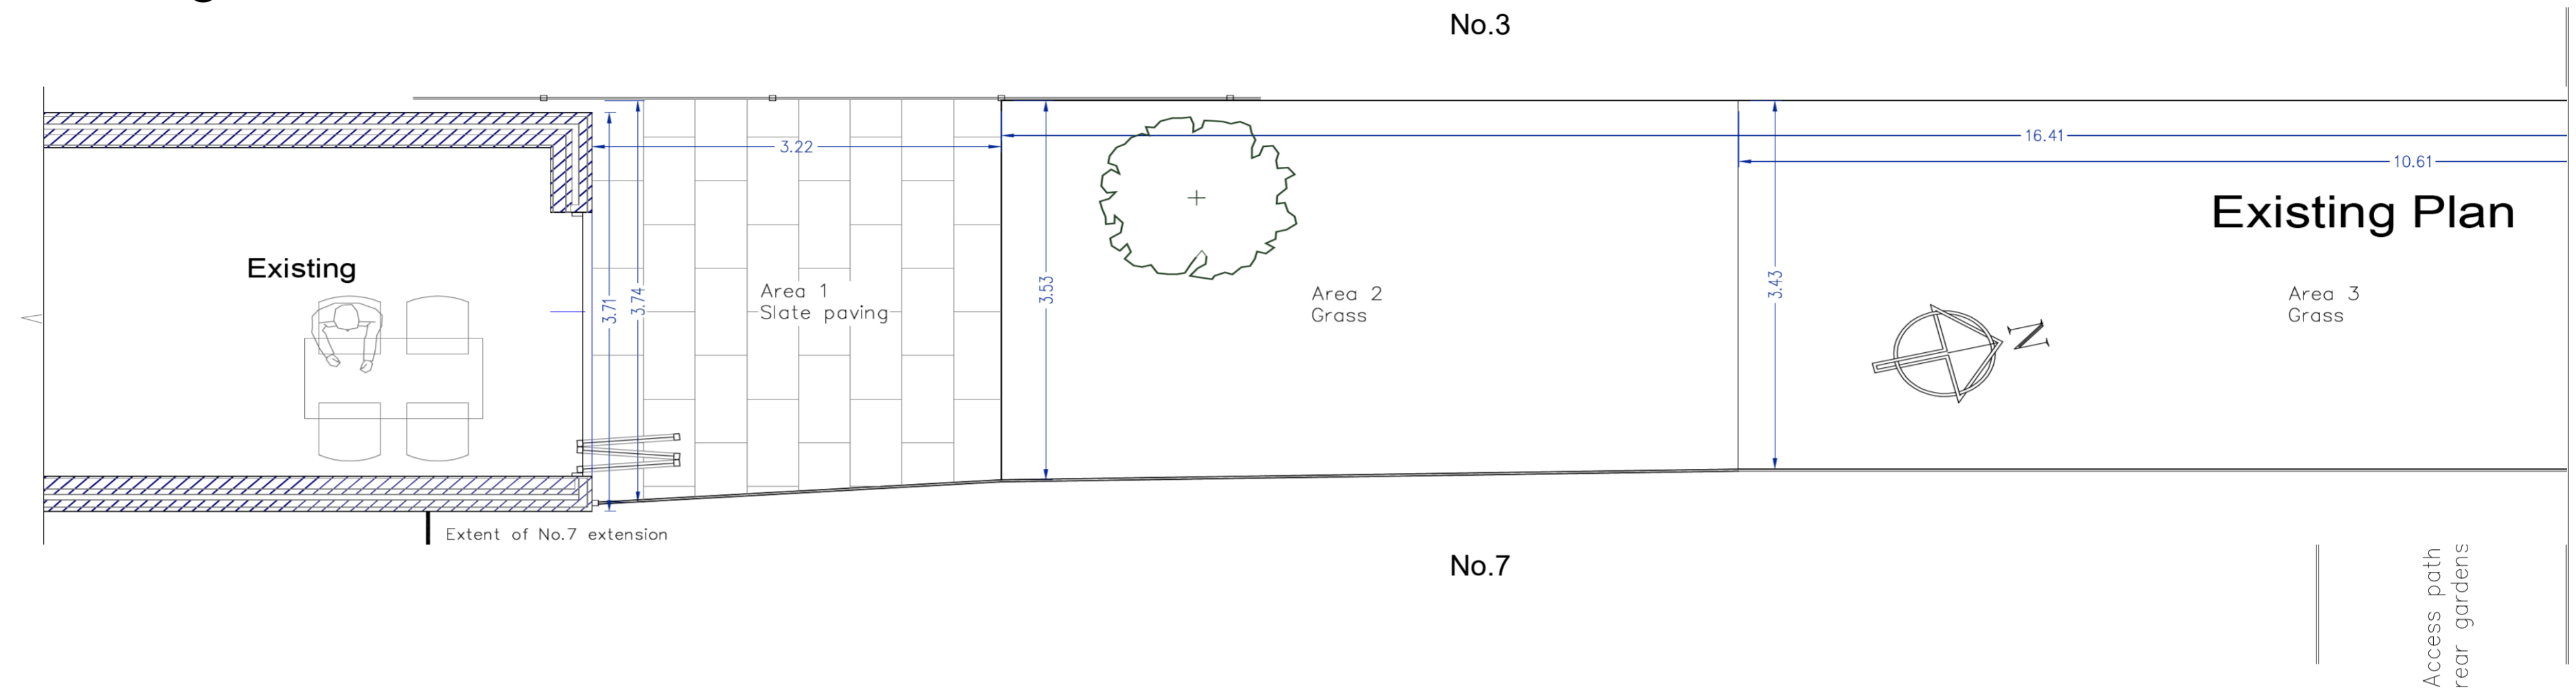 No.3
16.41
3.22
10.61
Existing Plan
Existing
3.71
3.74
Area 1
Slate paving
3.53
Area 2
Grass
3.43
N
Area 3
Grass
Extent of No.7 extension
No.7
Access path
rear gardens